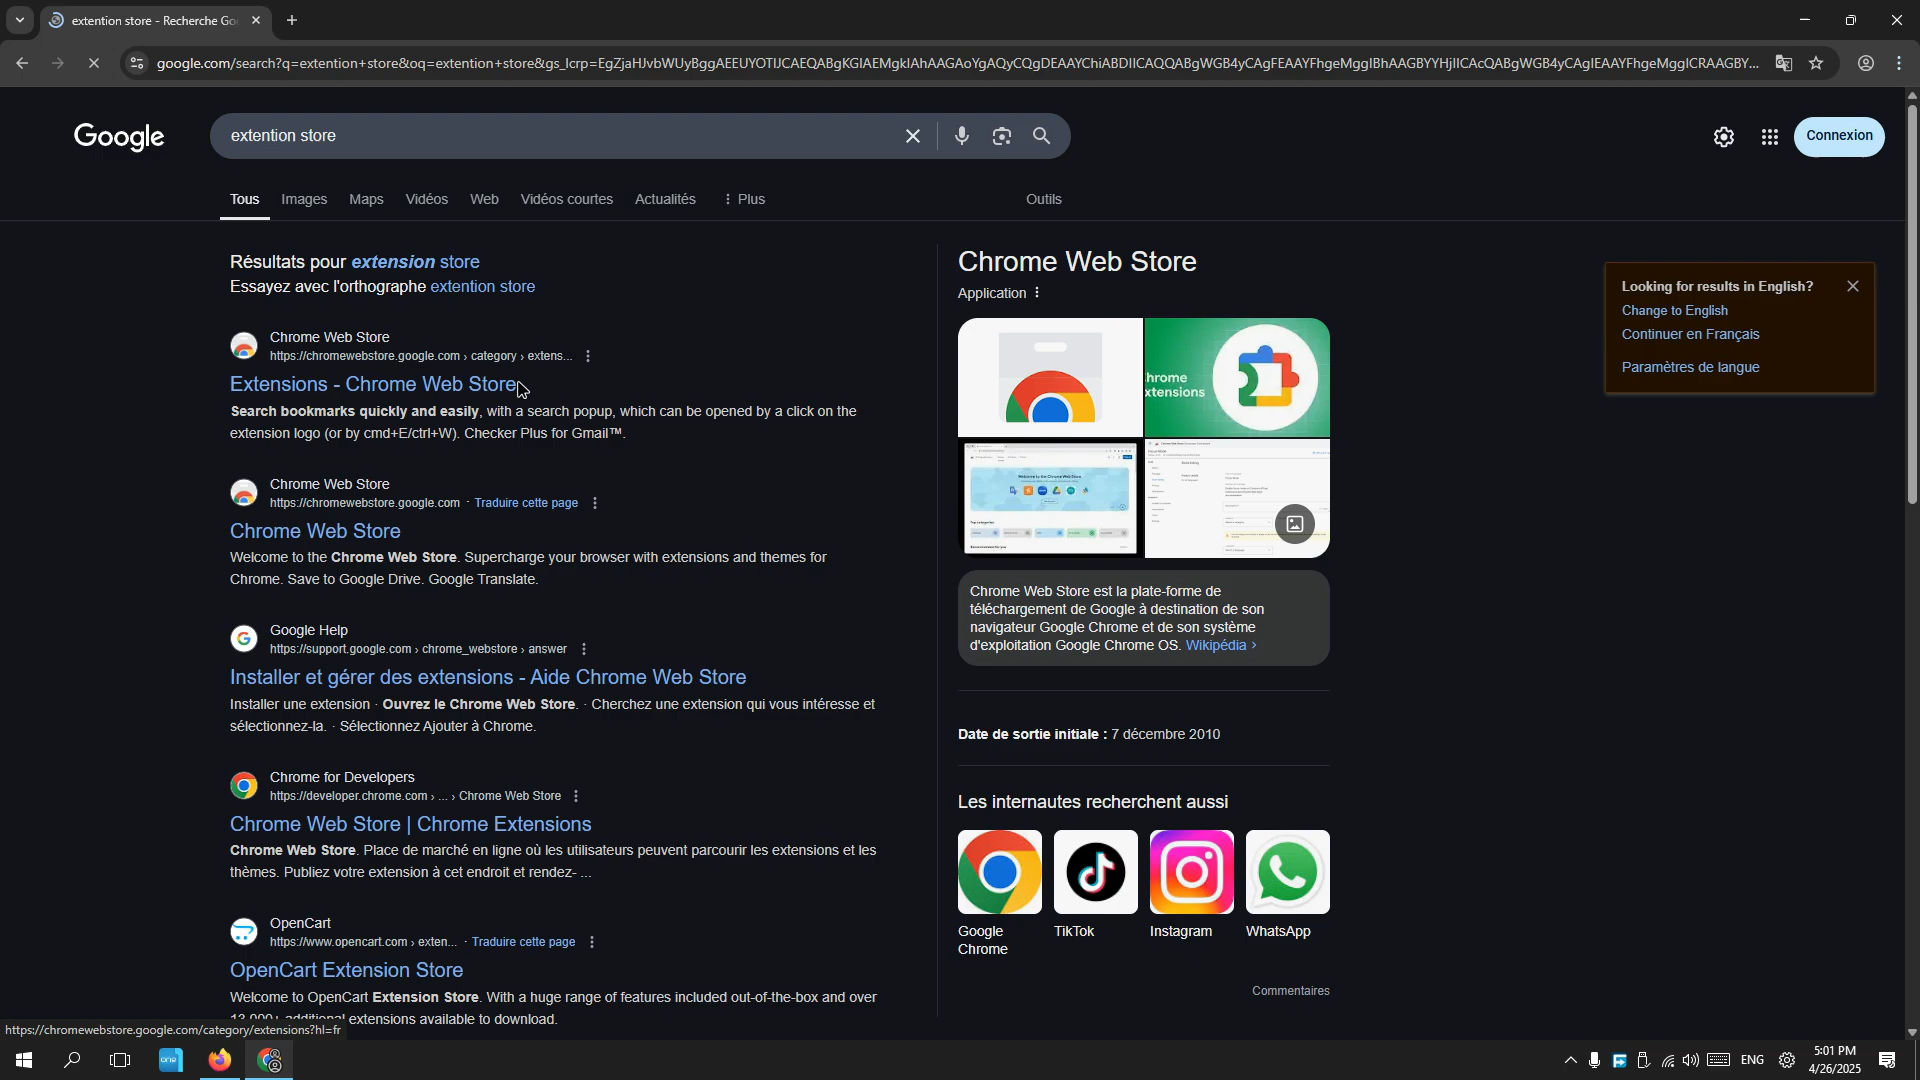 extention store - Recherche Go
google.com/search?q=extention+store&oq=extention+store&gs_lcrp=EgZjaHJvbWUyBggAEEUYOTIJCAEQABgKGIAEMgkIAhAAGAoYgAQyCQgDEAAYChiABDIICAQQABgWGB4yCAgFEAAYFhgeMggIBhAAGBYYHjIICAcQABgWGB4yCAgIEAAYFhgeMggICRAAGBY...
Google
extention store
Connexion
Tous
Images
Maps
Vidéos
Web
Vidéos courtes
Actualités
Plus
Outils
Résultats pour extension store
Essayez avec l'orthographe extention store
Chrome Web Store
https://chromewebstore.google.com › category › extens...
Extensions - Chrome Web Store
Search bookmarks quickly and easily, with a search popup, which can be opened by a click on the
extension logo (or by cmd+E/ctrl+W). Checker Plus for Gmail™.
Chrome Web Store
https://chromewebstore.google.com · Traduire cette page
Chrome Web Store
Welcome to the Chrome Web Store. Supercharge your browser with extensions and themes for
Chrome. Save to Google Drive. Google Translate.
Google Help
https://support.google.com › chrome_webstore › answer
Installer et gérer des extensions - Aide Chrome Web Store
Installer une extension · Ouvrez le Chrome Web Store. · Cherchez une extension qui vous intéresse et
sélectionnez-la. · Sélectionnez Ajouter à Chrome.
Chrome for Developers
https://developer.chrome.com › ... › Chrome Web Store
Chrome Web Store | Chrome Extensions
Chrome Web Store. Place de marché en ligne où les utilisateurs peuvent parcourir les extensions et les
thèmes. Publiez votre extension à cet endroit et rendez- ...
OpenCart
https://www.opencart.com › exten... · Traduire cette page
OpenCart Extension Store
Welcome to OpenCart Extension Store. With a huge range of features included out-of-the-box and over
13,000+ additional extensions available to download.
Chrome Web Store
Application
hrome
xtensions
Welcome to the Chrome Web Store
Chrome Web Store est la plate-forme de
téléchargement de Google à destination de son
navigateur Google Chrome et de son système
d'exploitation Google Chrome OS. Wikipédia ›
Date de sortie initiale : 7 décembre 2010
Les internautes recherchent aussi
Google
Chrome
TikTok
Instagram
WhatsApp
Commentaires
Looking for results in English?
Change to English
Continuer en Français
Paramètres de langue
https://chromewebstore.google.com/category/extensions?hl=fr
one
ENG
5:01 PM
4/26/2025